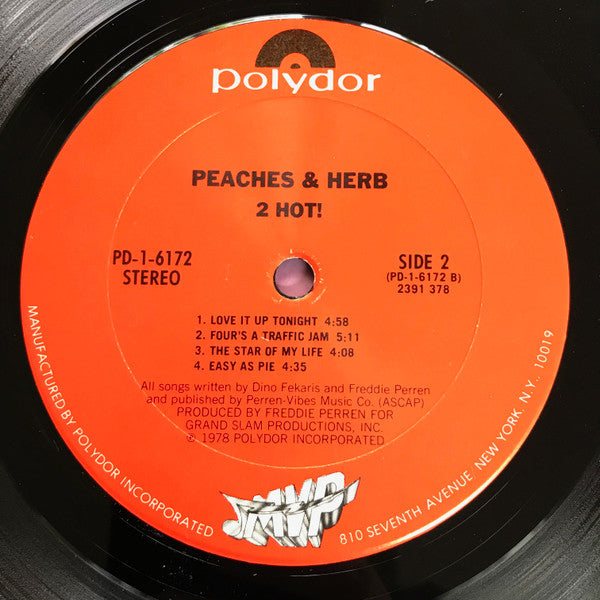 polydor
PEACHES & HERB
2 HOT!
PD-1-6172
STEREO
SIDE 2
(PD-1-6172 B)
2391 378
1. LOVE IT UP TONIGHT 4:58
2. FOUR'S A TRAFFIC JAM 5:11
3. THE STAR OF MY LIFE 4:08
4. EASY AS PIE 4:35
All songs written by Dino Fekaris and Freddie Perren
and published by Perren-Vibes Music Co. (ASCAP)
PRODUCED BY FREDDIE PERREN FOR
GRAND SLAM PRODUCTIONS, INC.
℗ 1978 POLYDOR INCORPORATED
MVP
MANUFACTURED BY POLYDOR INCORPORATED
810 SEVENTH AVENUE, NEW YORK, N.Y. 10019